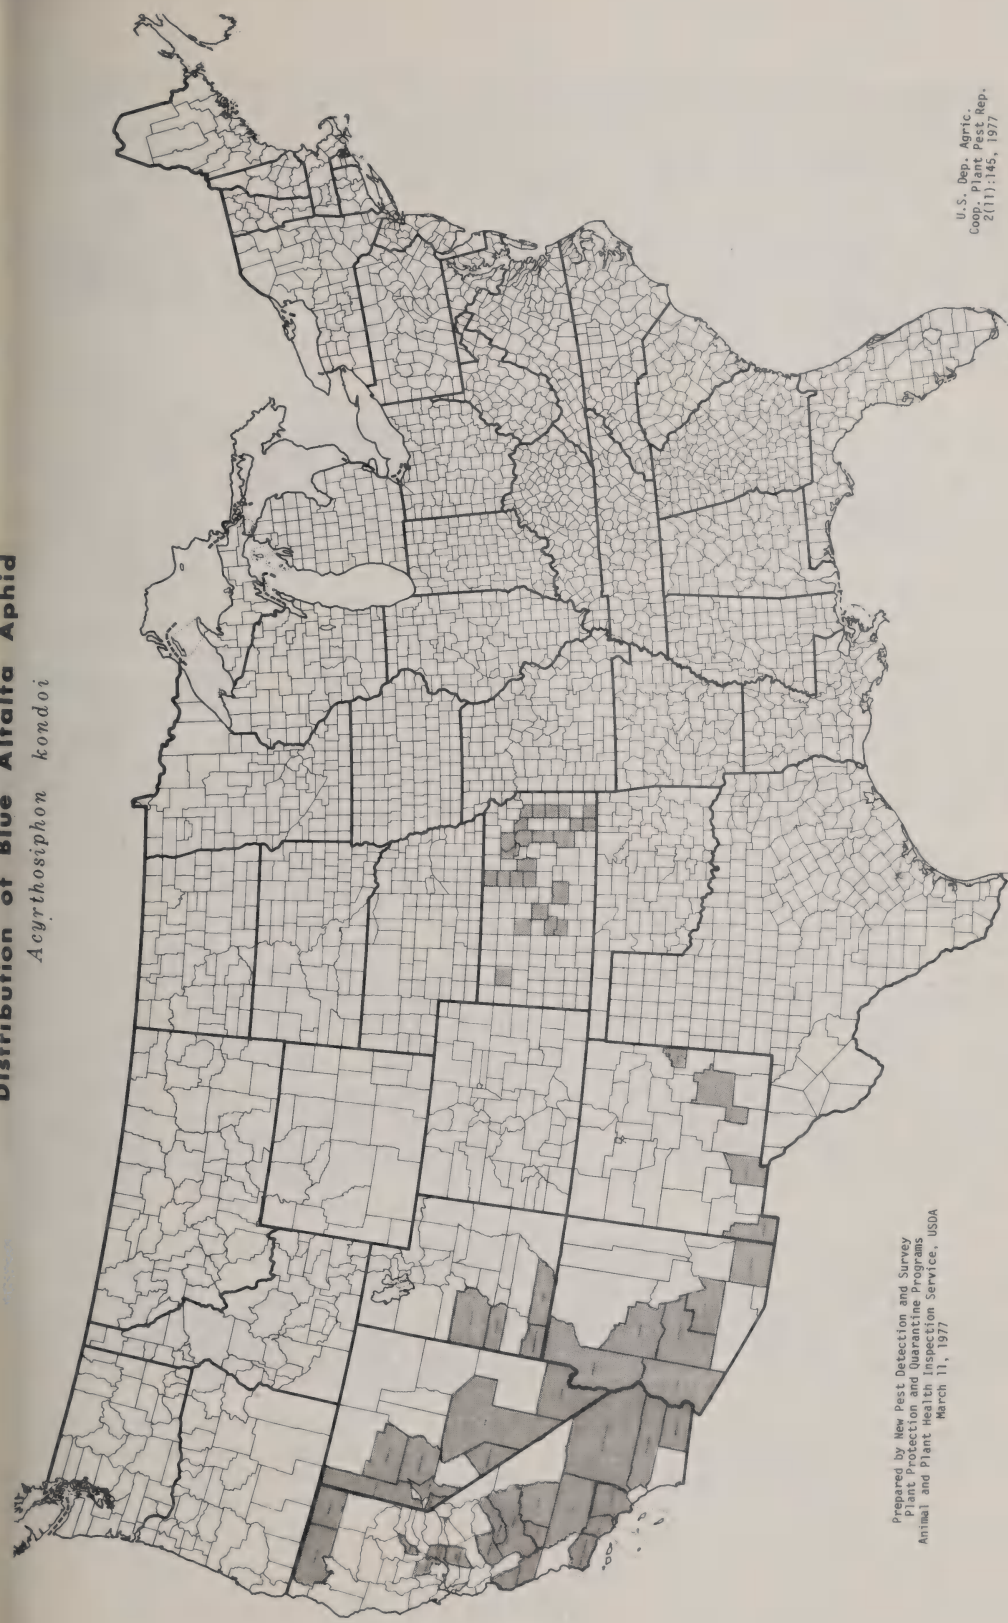 Distribution of Blue Alfalfa Aphid
Acyrthosiphon kondoi
Prepared by New Pest Detection and Survey
Plant Protection and Quarantine Programs
Animal and Plant Health Inspection Service, USDA
March 11, 1977
U.S. Dep. Agric.
Coop. Plant Pest Rep.
2(11):145, 1977